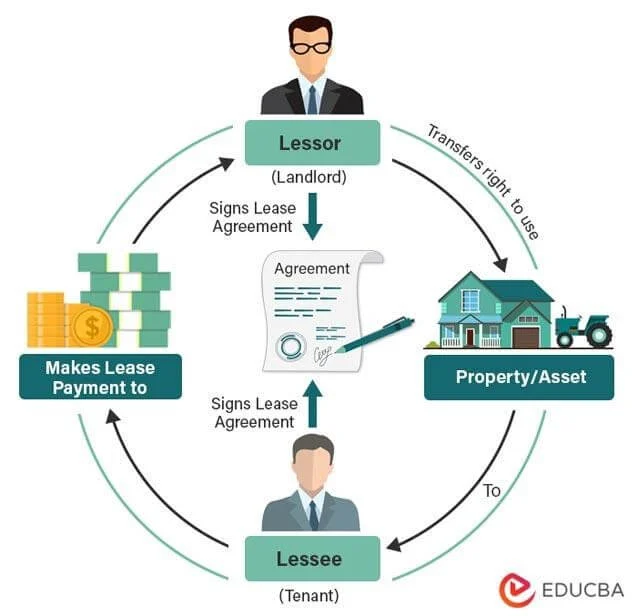 Lessor
(Landlord)
Transfers right to use
Signs Lease
Agreement
Agreement
$
Makes Lease
Payment to
Property/Asset
Signs Lease
Agreement
To
Lessee
(Tenant)
EDUCBA